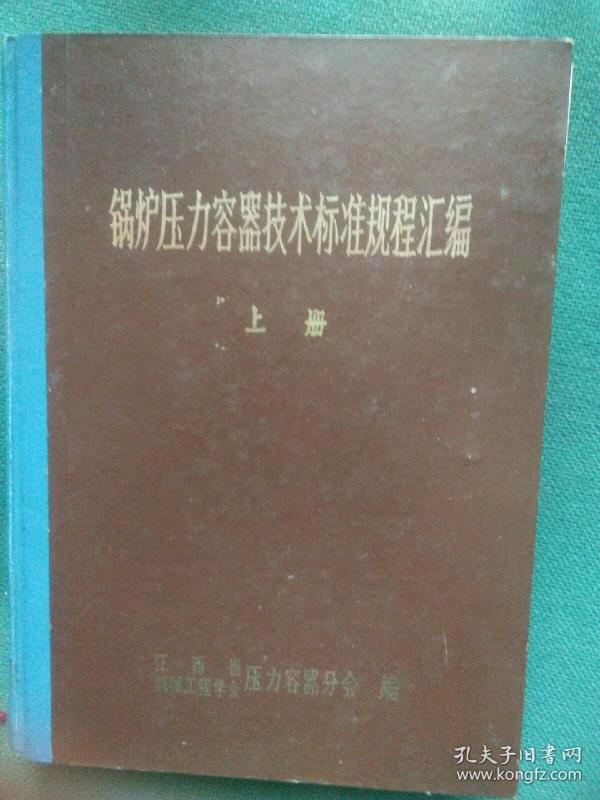 锅炉压力容器技术标准规程汇编
上册
江西省
机械工程学会 压力容器分会 编
孔夫子旧书网
www.kongfz.com